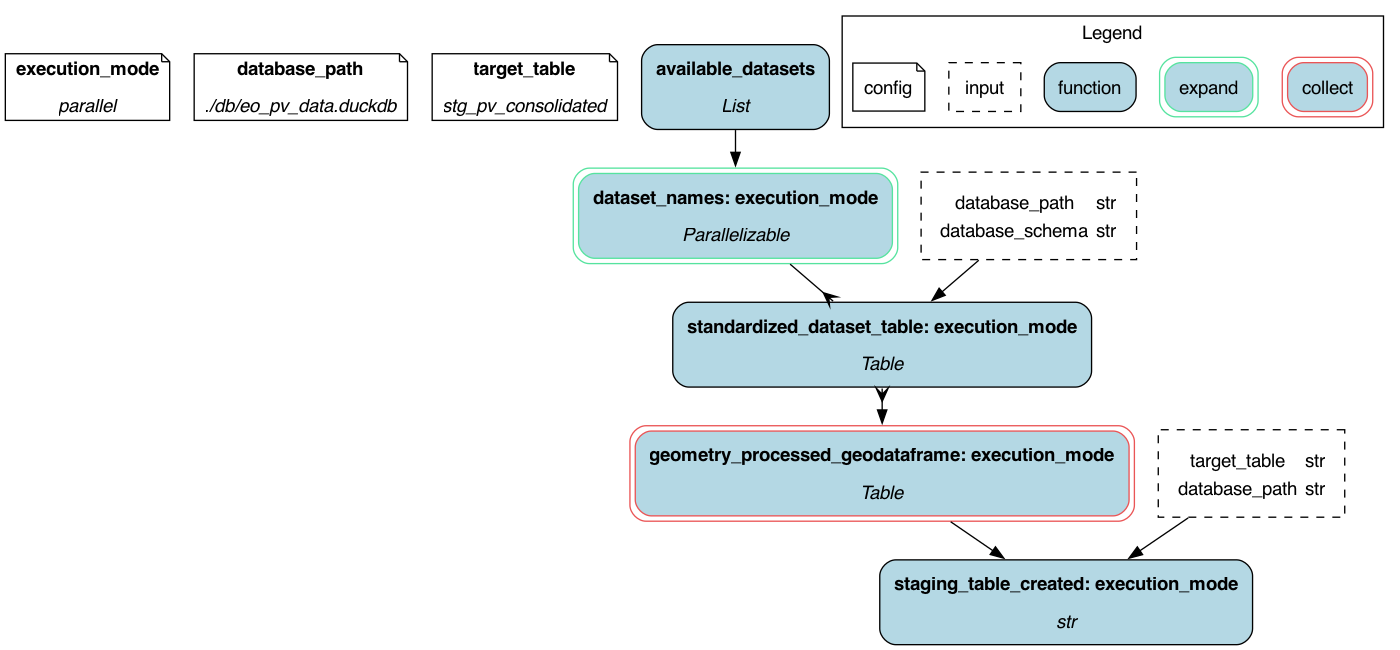 execution_mode
parallel
database_path
./db/eo_pv_data.duckdb
target_table
stg_pv_consolidated
available_datasets
List
Legend
config
input
function
expand
collect
dataset_names: execution_mode
Parallelizable
database_path str
database_schema str
standardized_dataset_table: execution_mode
Table
geometry_processed_geodataframe: execution_mode
Table
target_table str
database_path str
staging_table_created: execution_mode
str